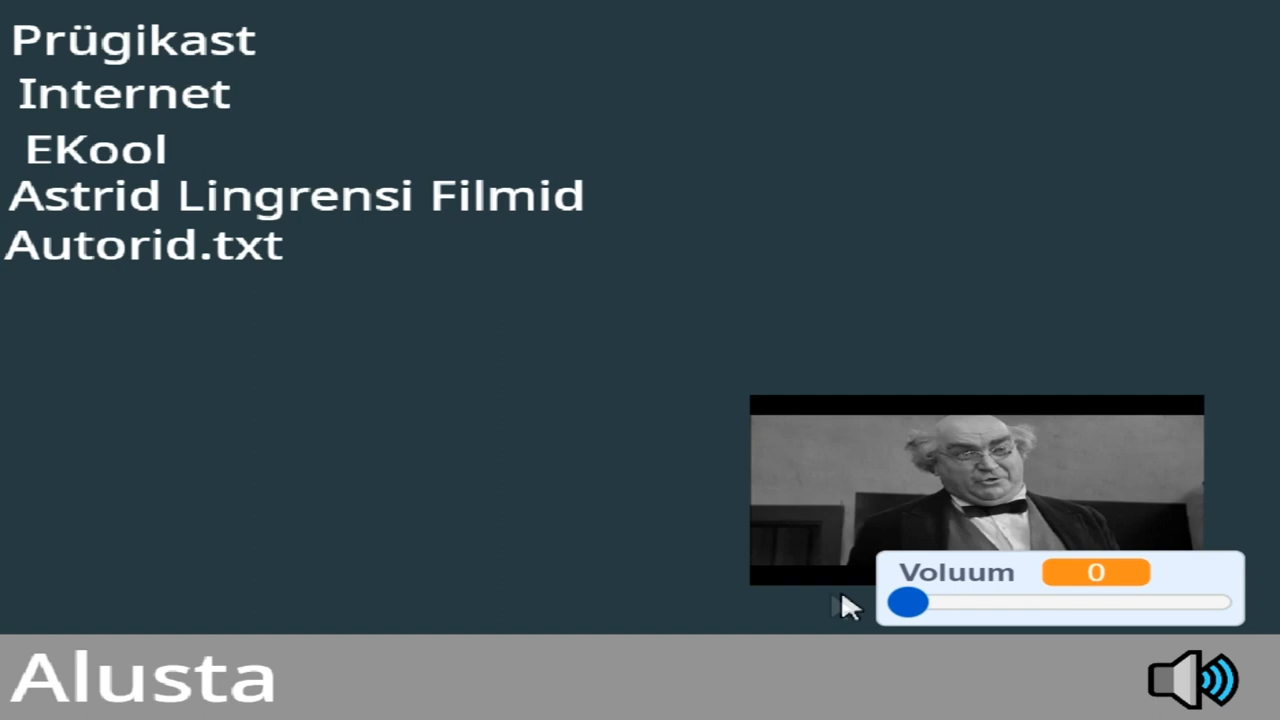 Prügikast
Internet
EKool
Astrid Lingrensi Filmid
Autorid.txt
Voluum 0
Alusta